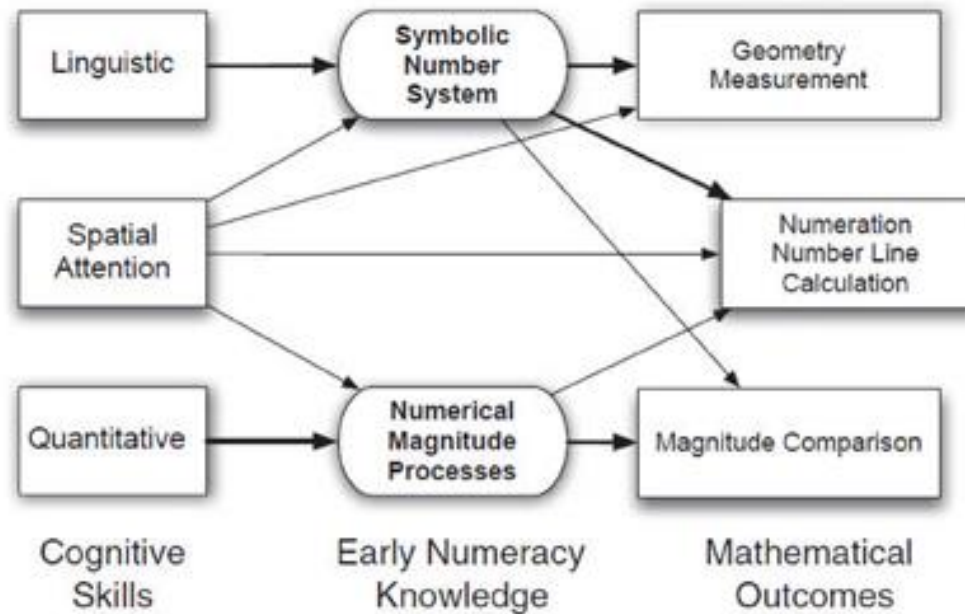 Linguistic
Symbolic
Number
System
Geometry
Measurement
Spatial
Attention
Numeration
Number Line
Calculation
Quantitative
Numerical
Magnitude
Processes
Magnitude Comparison
Cognitive
Skills
Early Numeracy
Knowledge
Mathematical
Outcomes